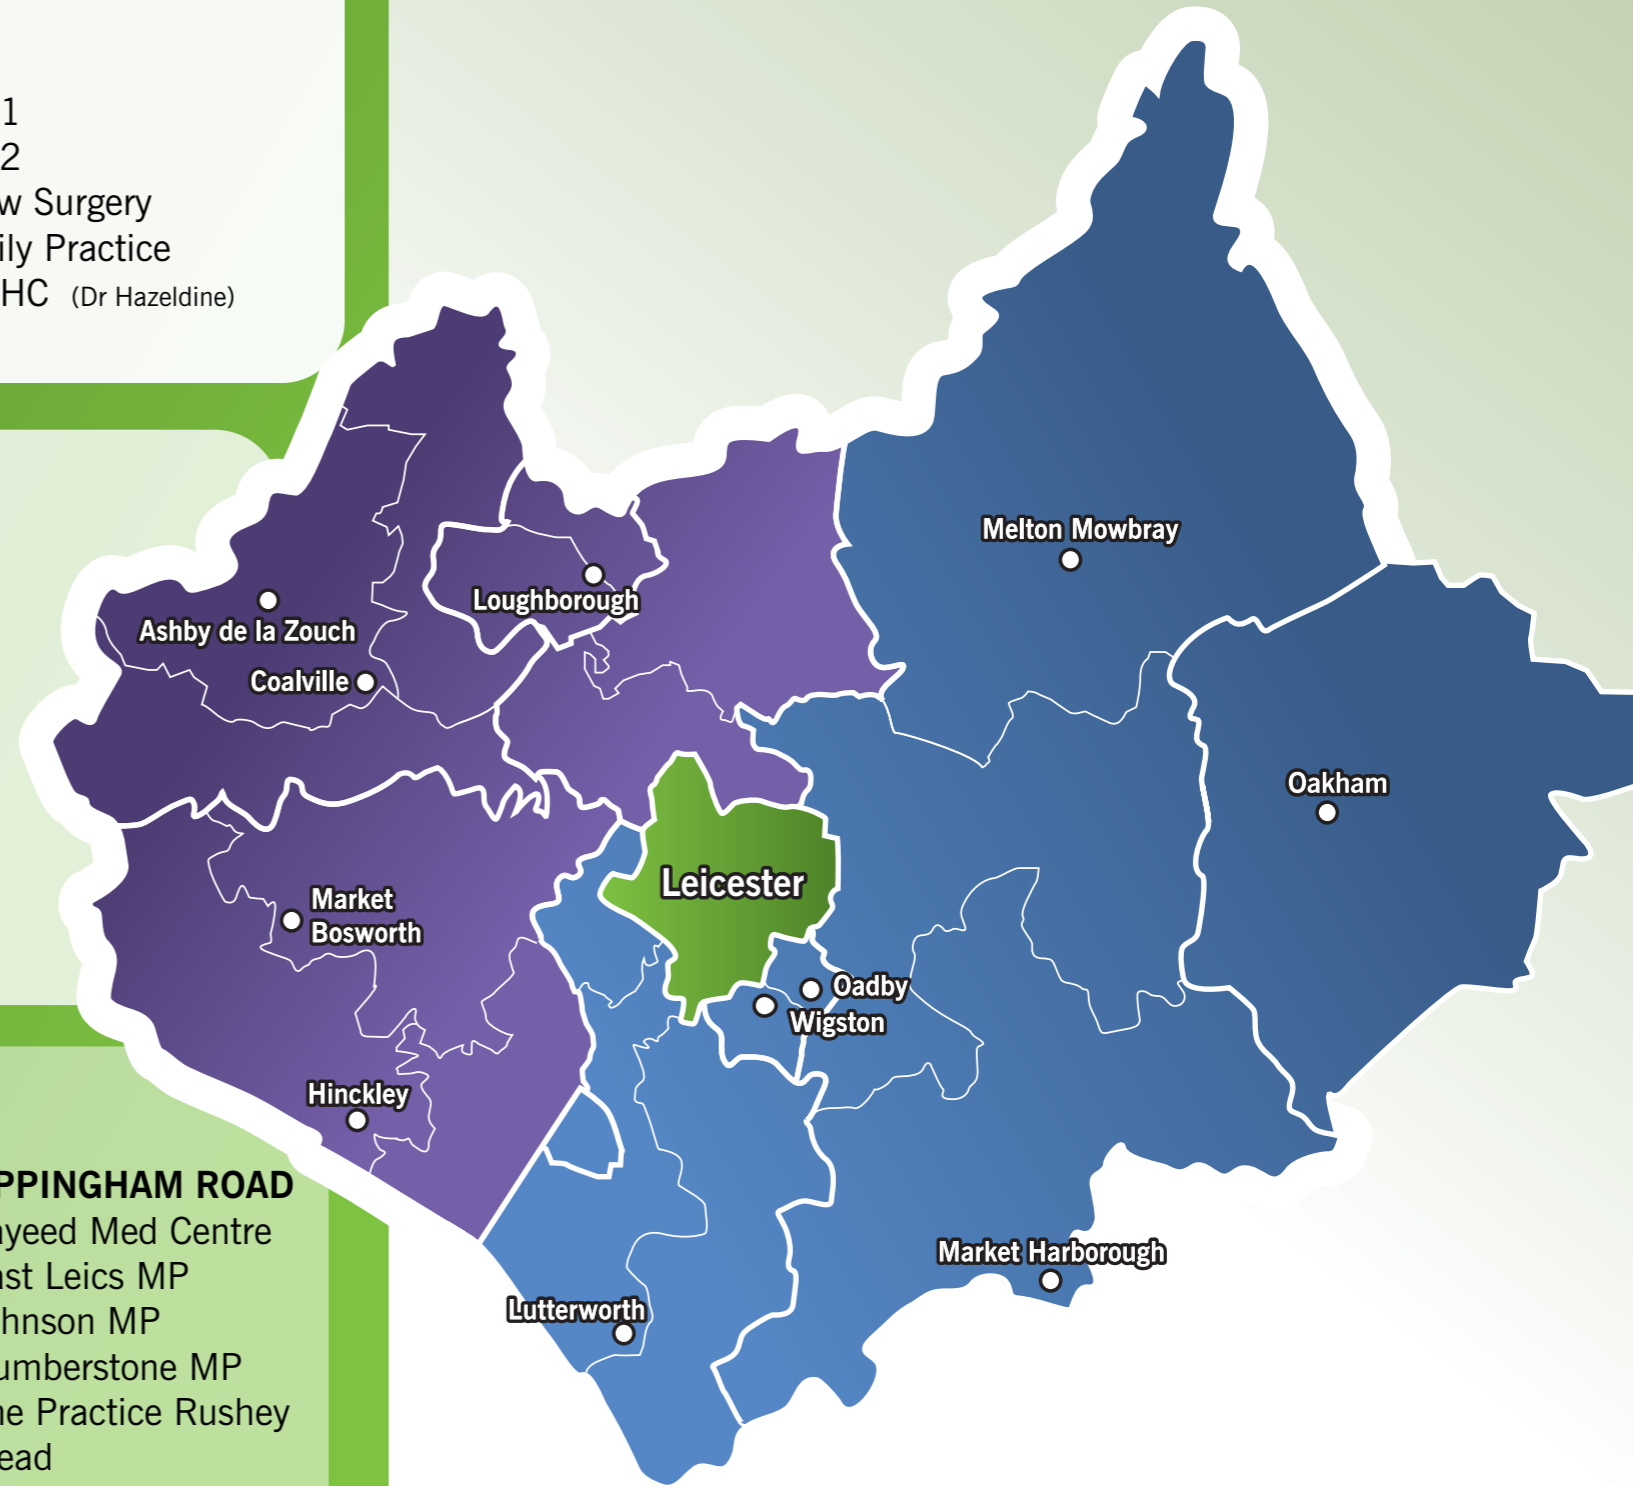 1
2
w Surgery
ily Practice
HC (Dr Hazeldine)
PPINGHAM ROAD
ayeed Med Centre
ast Leics MP
hnson MP
umberstone MP
ne Practice Rushey
ead
Melton Mowbray
Loughborough
Ashby de la Zouch
Coalville
Oakham
Leicester
Market
Bosworth
Oadby
Wigston
Hinckley
Market Harborough
Lutterworth